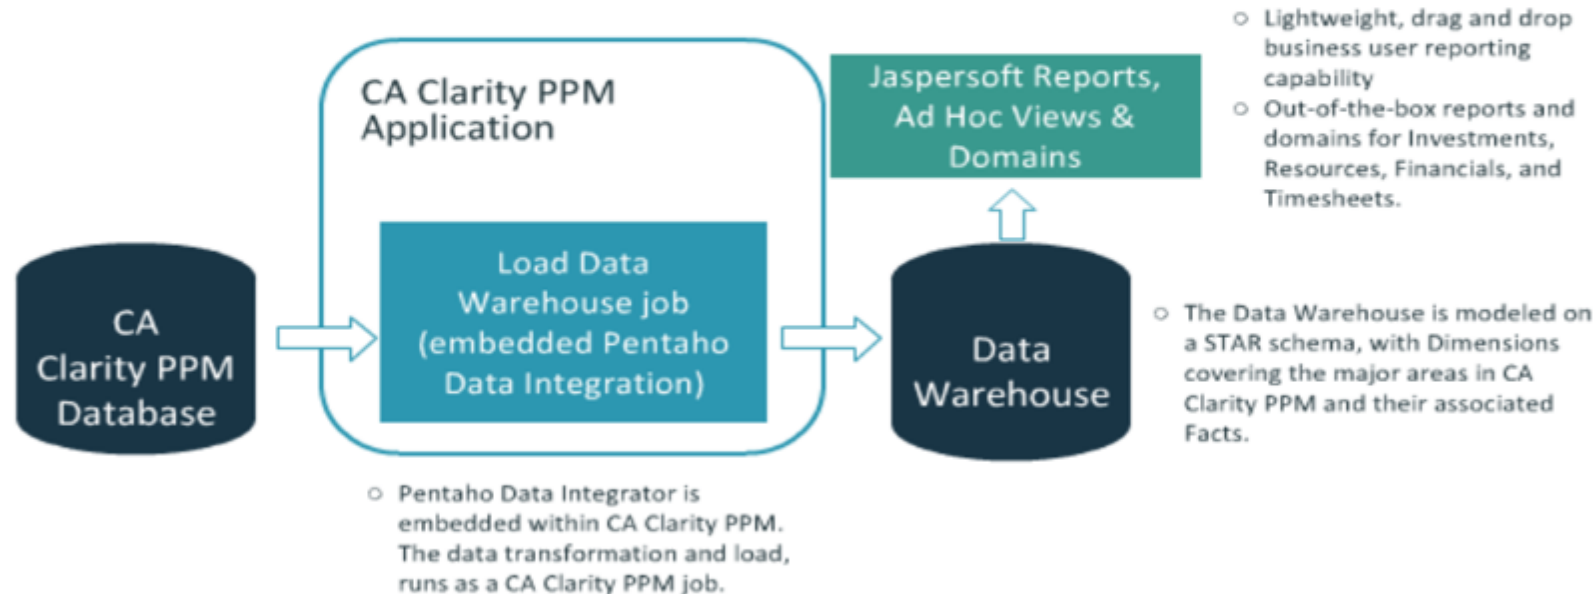 CA Clarity PPM
Application
Jaspersoft Reports,
Ad Hoc Views &
Domains
○ Lightweight, drag and drop
business user reporting
capability
○ Out-of-the-box reports and
domains for Investments,
Resources, Financials, and
Timesheets.
CA
Clarity PPM
Database
Load Data
Warehouse job
(embedded Pentaho
Data Integration)
Data
Warehouse
○ The Data Warehouse is modeled on
a STAR schema, with Dimensions
covering the major areas in CA
Clarity PPM and their associated
Facts.
○ Pentaho Data Integrator is
embedded within CA Clarity PPM.
The data transformation and load,
runs as a CA Clarity PPM job.